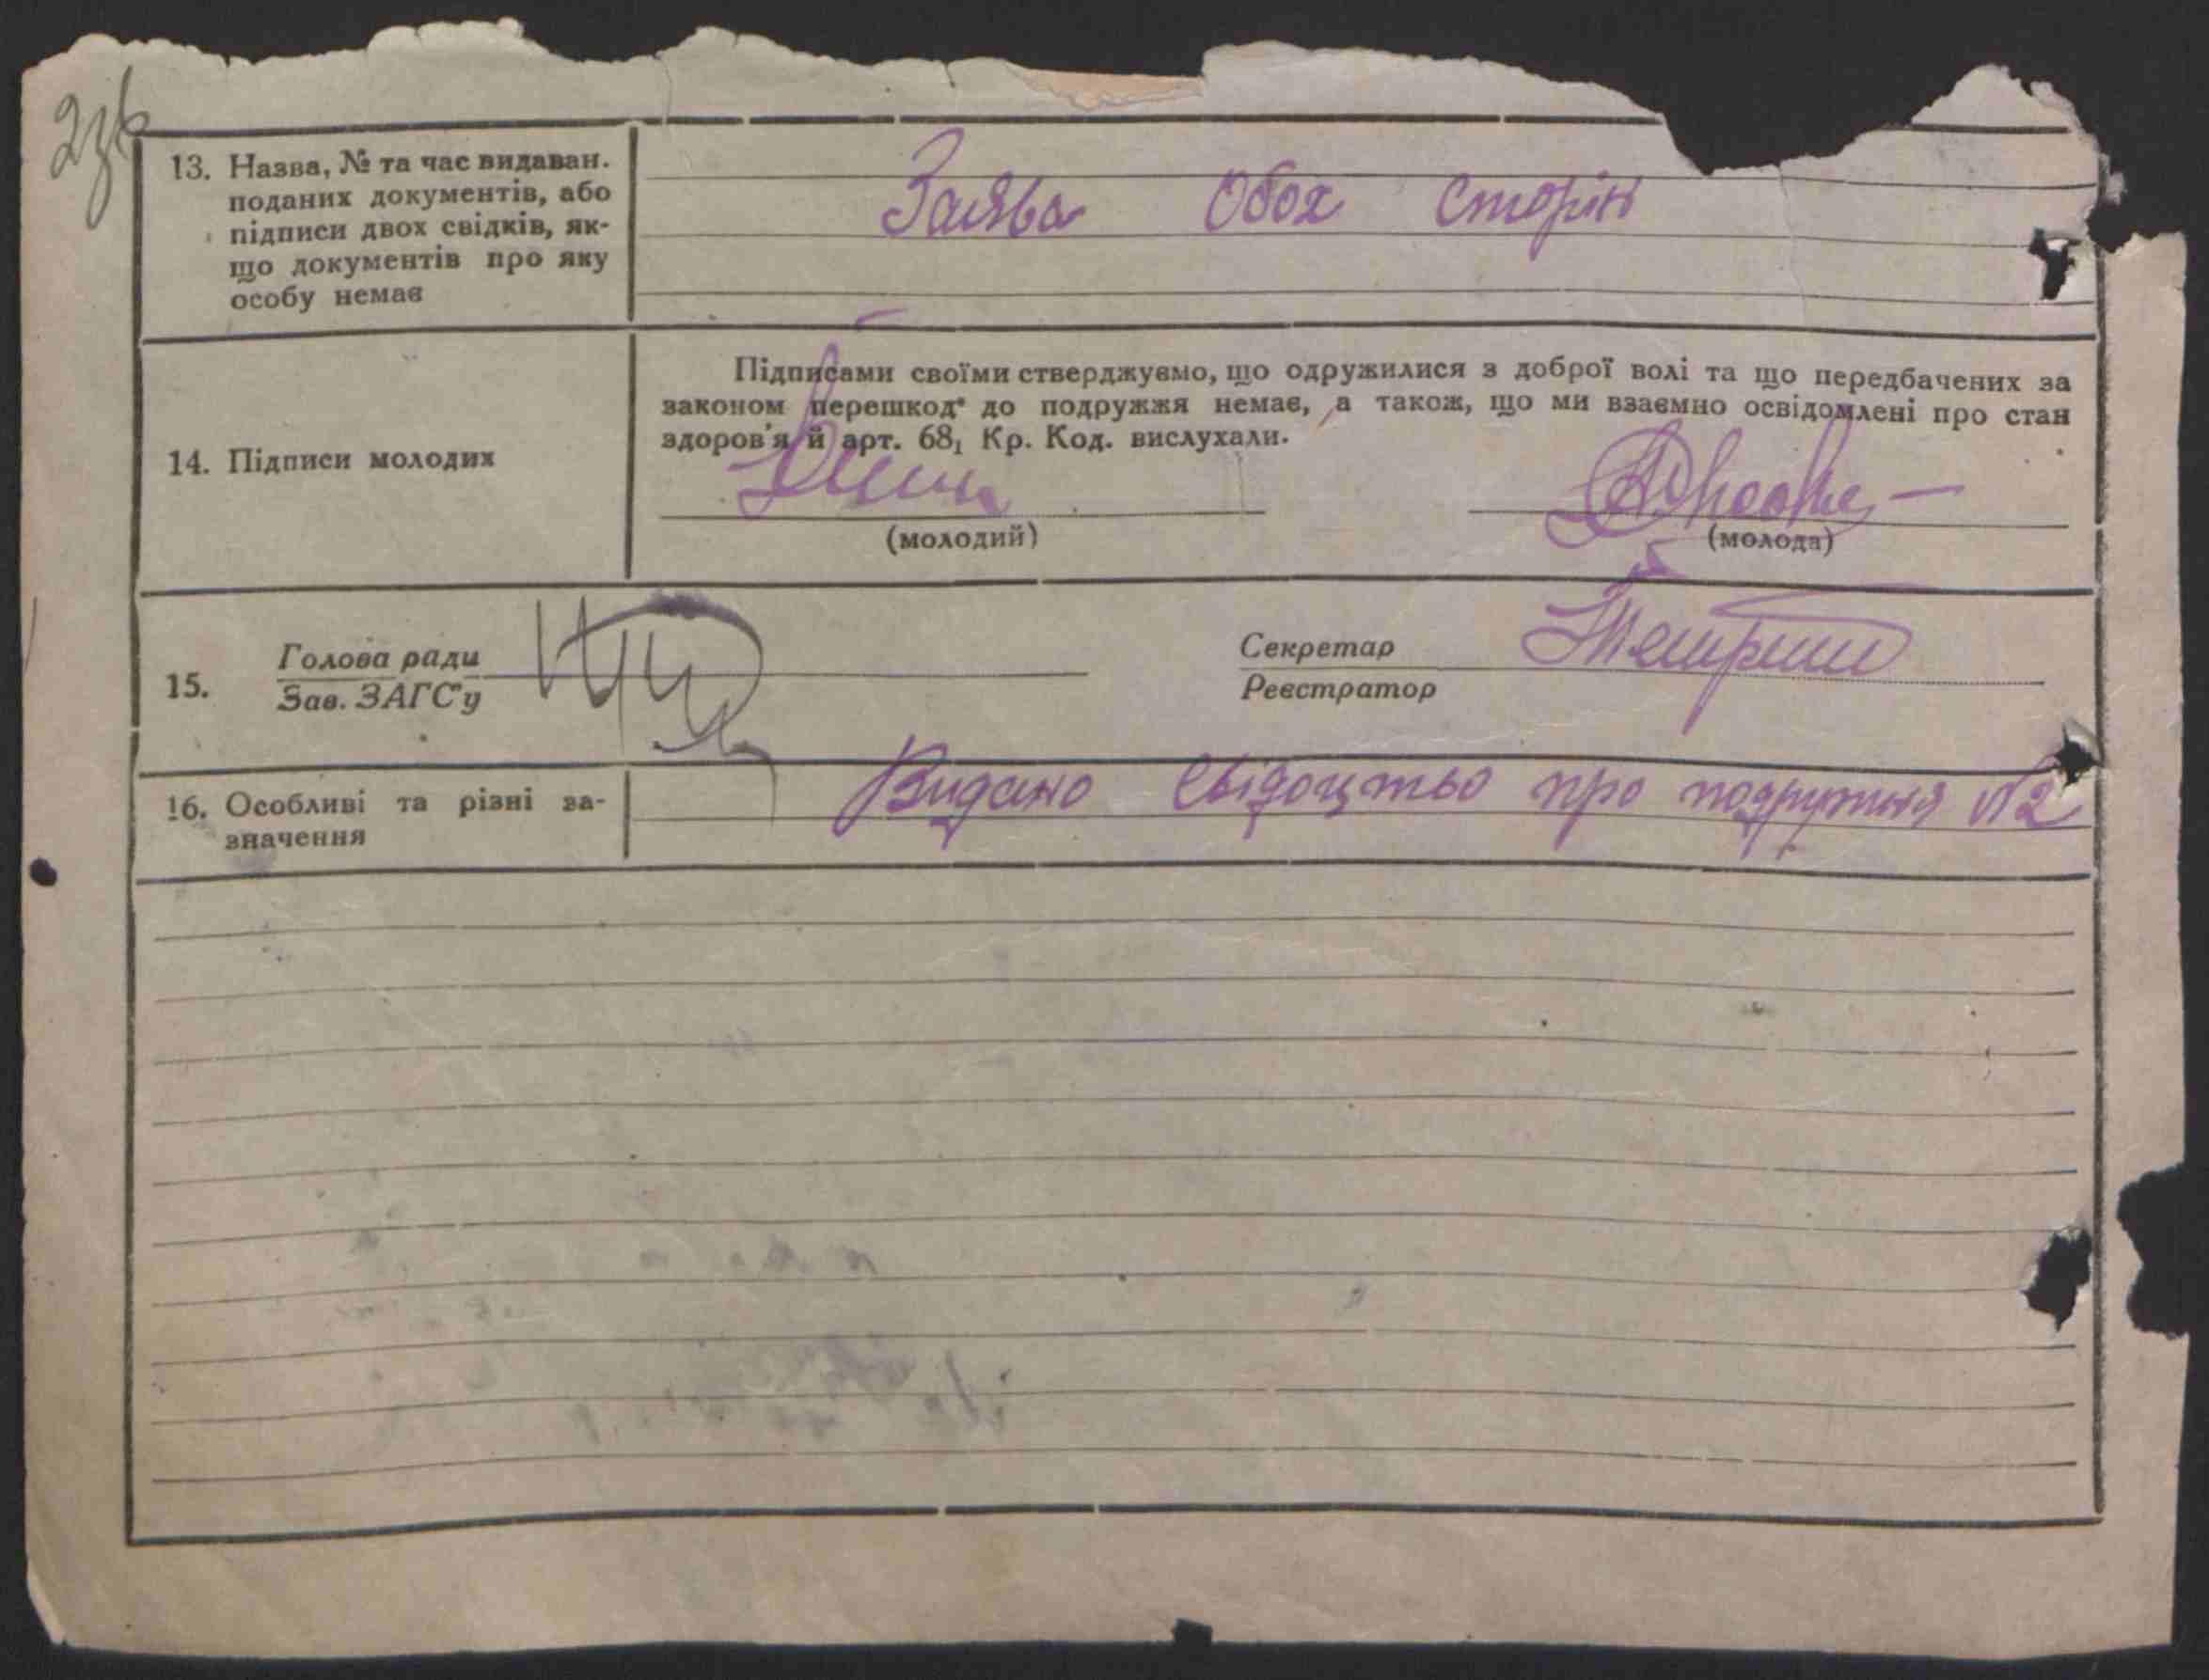 2зв
13. Назва, № та час видаван.
поданих документів, або
підписи двох свідків, як-
що документів про яку
особу немає
Заява Обох Сторін
14. Підписи молодих
Підписами своїми стверджуємо, що одружилися з доброї волі та що передбачених за
законом перешкод до подружжя немає, а також, що ми взаємно освідомлені про стан
здоров'я й арт. 68₁ Кр. Код. вислухали.
(молодий)
(молода)
15.
Голова ради
Зав. ЗАГС'у
Секретар
Реєстратор
16. Особливі та різні за-
значення
Видано Свідоцтво про подружжя №2